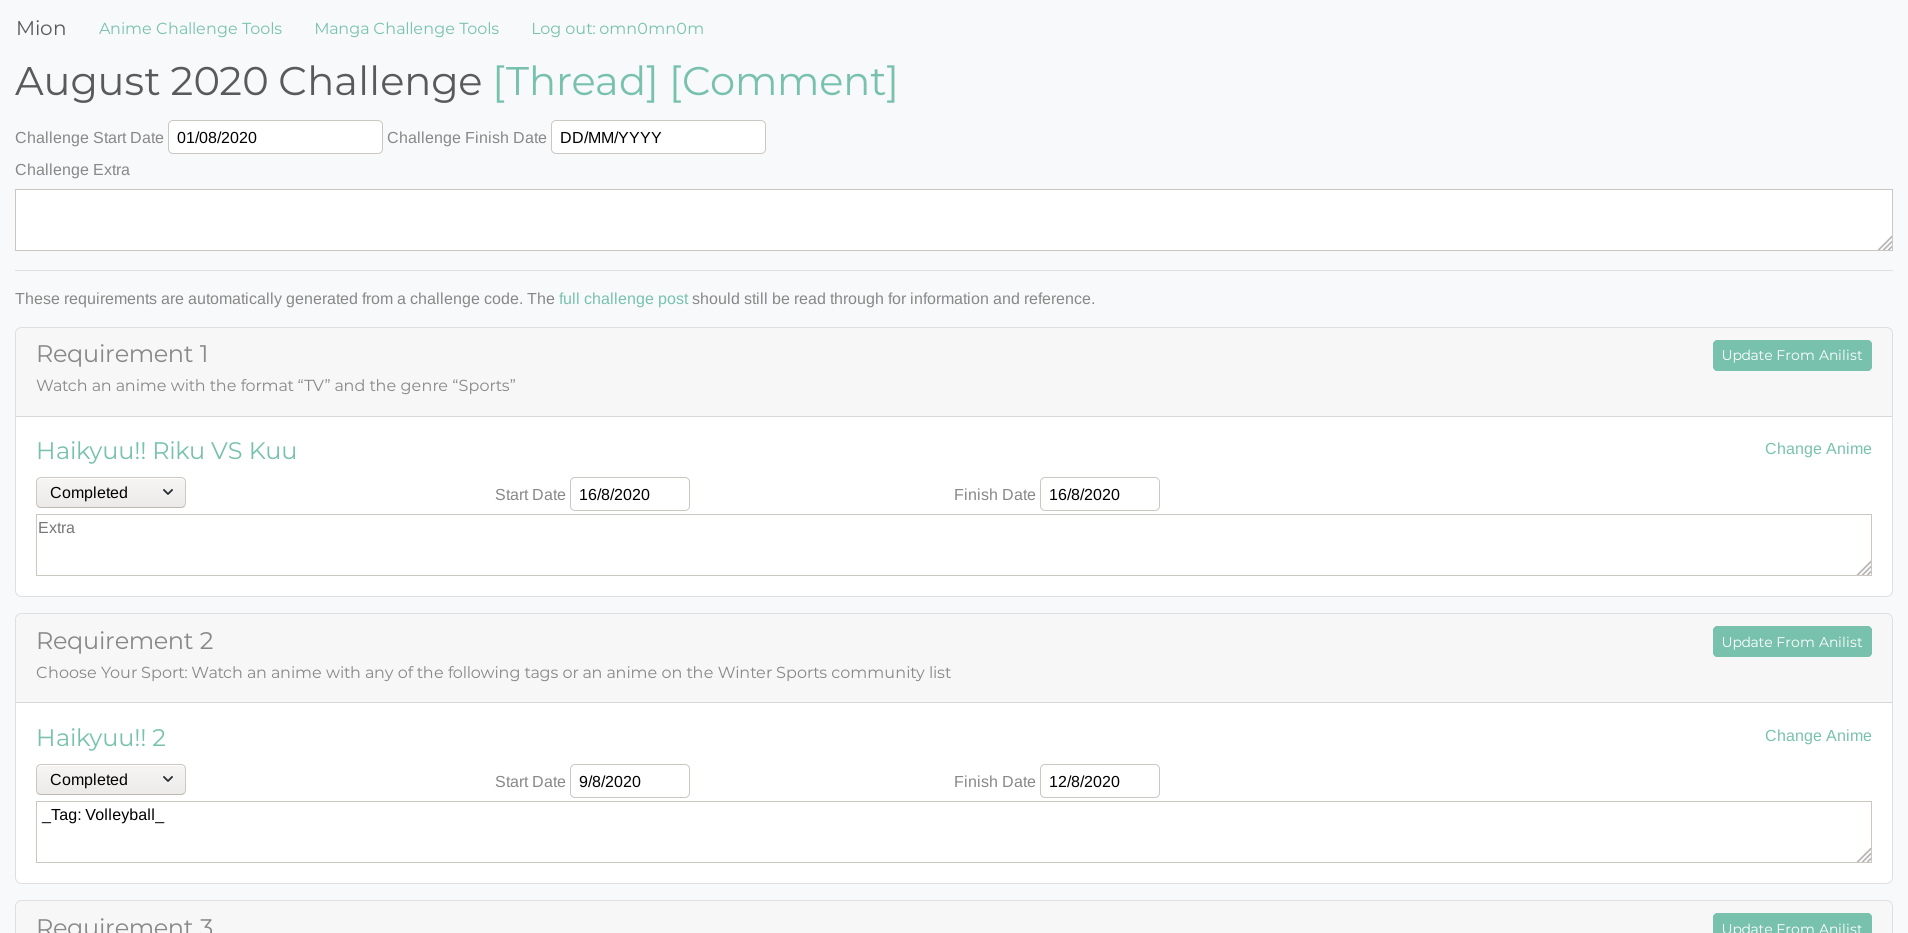 Mion Anime Challenge Tools Manga Challenge Tools Log out: omn0mn0m
August 2020 Challenge [Thread] [Comment]
Challenge Start Date 01/08/2020 Challenge Finish Date DD/MM/YYYY
Challenge Extra
These requirements are automatically generated from a challenge code. The full challenge post should still be read through for information and reference.
Requirement 1 Update From Anilist
Watch an anime with the format “TV” and the genre “Sports”
Haikyuu!! Riku VS Kuu Change Anime
Completed Start Date 16/8/2020 Finish Date 16/8/2020
Extra
Requirement 2 Update From Anilist
Choose Your Sport: Watch an anime with any of the following tags or an anime on the Winter Sports community list
Haikyuu!! 2 Change Anime
Completed Start Date 9/8/2020 Finish Date 12/8/2020
_Tag: Volleyball_
Requirement 3 Update From Anilist